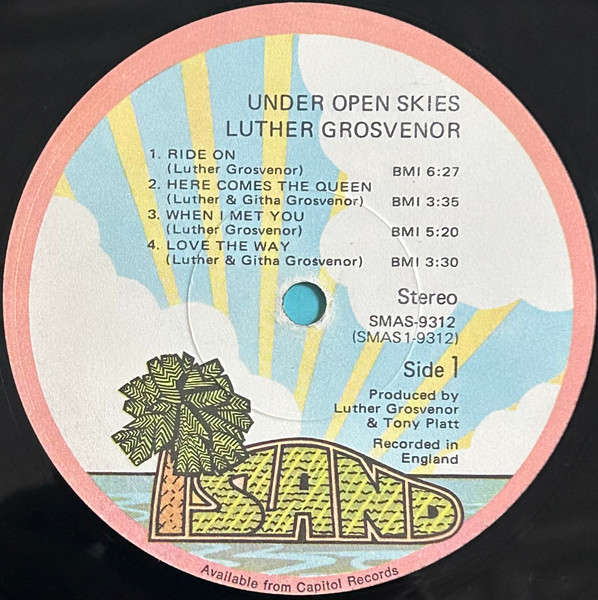 UNDER OPEN SKIES
LUTHER GROSVENOR
1. RIDE ON
(Luther Grosvenor) BMI 6:27
2. HERE COMES THE QUEEN
(Luther & Githa Grosvenor) BMI 3:35
3. WHEN I MET YOU
(Luther Grosvenor) BMI 5:20
4. LOVE THE WAY
(Luther & Githa Grosvenor) BMI 3:30
Stereo
SMAS-9312
(SMAS1-9312)
Side 1
Produced by
Luther Grosvenor
& Tony Platt
Recorded in
England
ISLAND
Available from Capitol Records